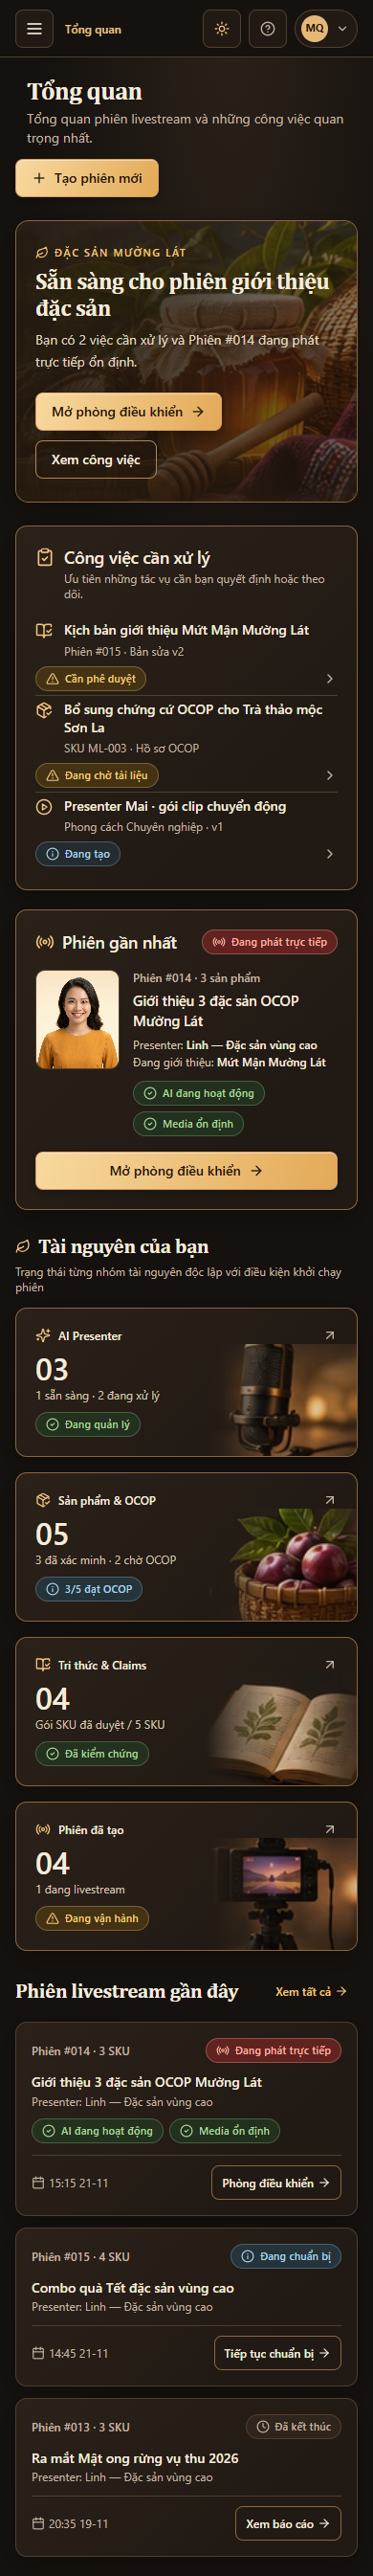 Tổng quan
MQ
Tổng quan
Tổng quan phiên livestream và những công việc quan
trọng nhất.
Tạo phiên mới
ĐẶC SẢN MƯỜNG LÁT
Sẵn sàng cho phiên giới thiệu
đặc sản
Bạn có 2 việc cần xử lý và Phiên #014 đang phát
trực tiếp ổn định.
Mở phòng điều khiển
Xem công việc
Công việc cần xử lý
Ưu tiên những tác vụ cần bạn quyết định hoặc theo
dõi.
Kịch bản giới thiệu Mứt Mận Mường Lát
Phiên #015 · Bản sửa v2
Cần phê duyệt
Bổ sung chứng cứ OCOP cho Trà thảo mộc
Sơn La
SKU ML-003 · Hồ sơ OCOP
Đang chờ tài liệu
Presenter Mai · gói clip chuyển động
Phong cách Chuyên nghiệp · v1
Đang tạo
Phiên gần nhất
Đang phát trực tiếp
Phiên #014 · 3 sản phẩm
Giới thiệu 3 đặc sản OCOP
Mường Lát
Presenter: Linh — Đặc sản vùng cao
Đang giới thiệu: Mứt Mận Mường Lát
AI đang hoạt động
Media ổn định
Mở phòng điều khiển
Tài nguyên của bạn
Trạng thái từng nhóm tài nguyên độc lập với điều kiện khởi chạy
phiên
AI Presenter
03
1 sẵn sàng · 2 đang xử lý
Đang quản lý
Sản phẩm & OCOP
05
3 đã xác minh · 2 chờ OCOP
3/5 đạt OCOP
Tri thức & Claims
04
Gói SKU đã duyệt / 5 SKU
Đã kiểm chứng
Phiên đã tạo
04
1 đang livestream
Đang vận hành
Phiên livestream gần đây
Xem tất cả
Phiên #014 · 3 SKU
Đang phát trực tiếp
Giới thiệu 3 đặc sản OCOP Mường Lát
Presenter: Linh — Đặc sản vùng cao
AI đang hoạt động
Media ổn định
15:15 21-11
Phòng điều khiển
Phiên #015 · 4 SKU
Đang chuẩn bị
Combo quà Tết đặc sản vùng cao
Presenter: Linh — Đặc sản vùng cao
14:45 21-11
Tiếp tục chuẩn bị
Phiên #013 · 3 SKU
Đã kết thúc
Ra mắt Mật ong rừng vụ thu 2026
Presenter: Linh — Đặc sản vùng cao
20:35 19-11
Xem báo cáo